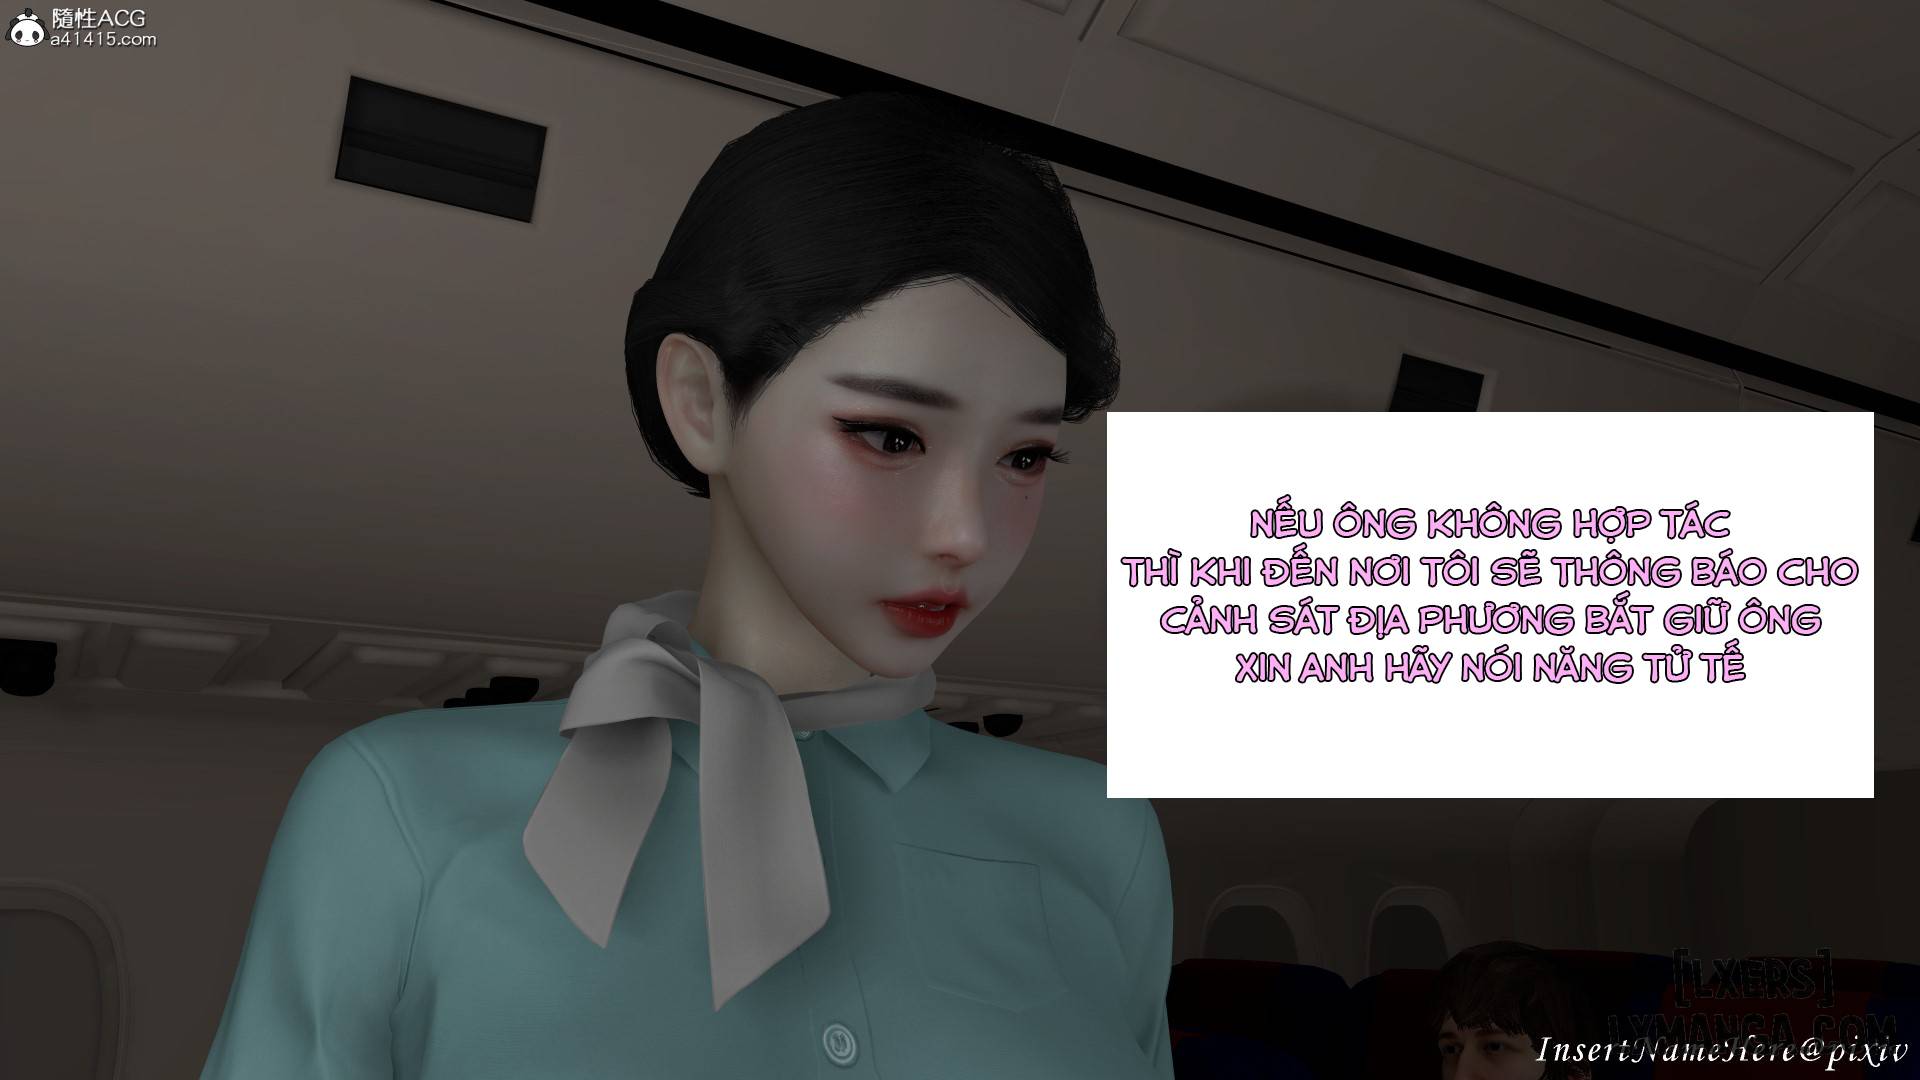 隨性ACG
a41415.com
NẾU ÔNG KHÔNG HỢP TÁC
THÌ KHI ĐẾN NƠI TÔI SẼ THÔNG BÁO CHO
CẢNH SÁT ĐỊA PHƯƠNG BẮT GIỮ ÔNG
XIN ANH HÃY NÓI NĂNG TỬ TẾ
[LXERS]
LXMANGA.COM
InsertNameHere@pixiv